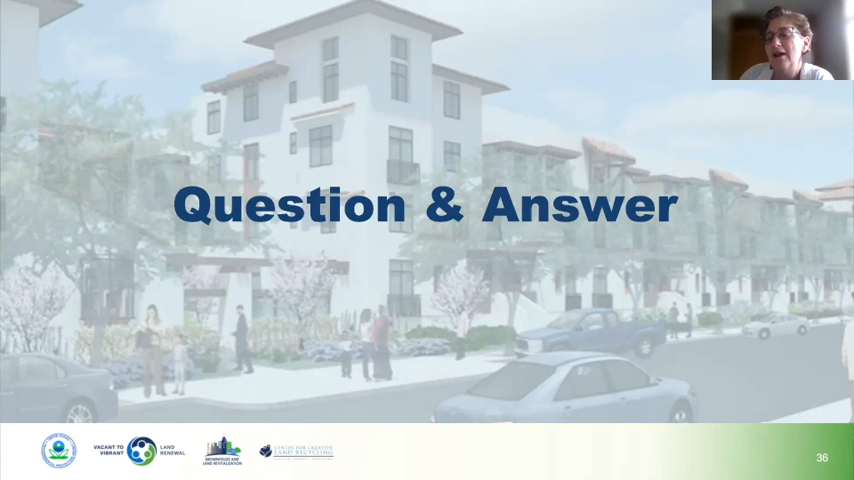 Question & Answer
VACANT TO
VIBRANT
LAND
RENEWAL
BROWNFIELDS AND
LAND REVITALIZATION
CENTER FOR CREATIVE
LAND RECYCLING
36